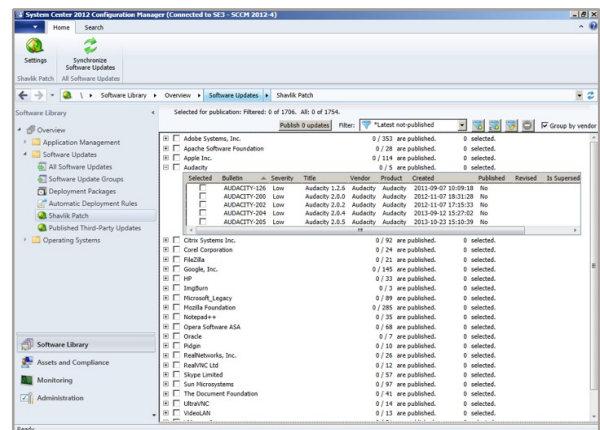 System Center 2012 Configuration Manager (Connected to SE3 - SCCM 2012-4)
Home Search
Settings
Synchronize
Software Updates
Shavlik Patch All Software Updates
\ Software Library Overview Software Updates Shavlik Patch
Software Library
Overview
Application Management
Software Updates
All Software Updates
Software Update Groups
Deployment Packages
Automatic Deployment Rules
Shavlik Patch
Published Third-Party Updates
Operating Systems
Software Library
Assets and Compliance
Monitoring
Administration
Selected for publication: Filtered: 0 of 1706. All: 0 of 1754.
Publish 0 updates Filter: *Latest not-published Group by vendor
Adobe Systems, Inc. 0 / 353 are published. 0 selected.
Apache Software Foundation 0 / 28 are published. 0 selected.
Apple Inc. 0 / 114 are published. 0 selected.
Audacity 0 / 5 are published. 0 selected.
Selected Bulletin Severity Title Vendor Product Created Published Revised Is Supersed
AUDACITY-126 Low Audacity 1.2.6 Audacity Audacity 2011-09-07 10:09:18 No
AUDACITY-200 Low Audacity 2.0.0 Audacity Audacity 2012-11-07 18:31:28 No
AUDACITY-202 Low Audacity 2.0.2 Audacity Audacity 2012-11-07 17:15:33 No
AUDACITY-204 Low Audacity 2.0.4 Audacity Audacity 2013-09-12 15:27:02 No
AUDACITY-205 Low Audacity 2.0.5 Audacity Audacity 2013-10-23 15:10:39 No
Citrix Systems Inc. 0 / 92 are published. 0 selected.
Corel Corporation 0 / 24 are published. 0 selected.
FileZilla 0 / 21 are published. 0 selected.
Google, Inc. 0 / 145 are published. 0 selected.
HP 0 / 33 are published. 0 selected.
ImgBurn 0 / 3 are published. 0 selected.
Microsoft_Legacy 0 / 89 are published. 0 selected.
Mozilla Foundation 0 / 285 are published. 0 selected.
Notepad++ 0 / 35 are published. 0 selected.
Opera Software ASA 0 / 68 are published. 0 selected.
Oracle 0 / 7 are published. 0 selected.
Pidgin 0 / 10 are published. 0 selected.
RealNetworks, Inc. 0 / 26 are published. 0 selected.
RealVNC Ltd 0 / 12 are published. 0 selected.
Skype Limited 0 / 57 are published. 0 selected.
Sun Microsystems 0 / 97 are published. 0 selected.
The Document Foundation 0 / 41 are published. 0 selected.
UltraVNC 0 / 14 are published. 0 selected.
VideoLAN 0 / 13 are published. 0 selected.
Ready